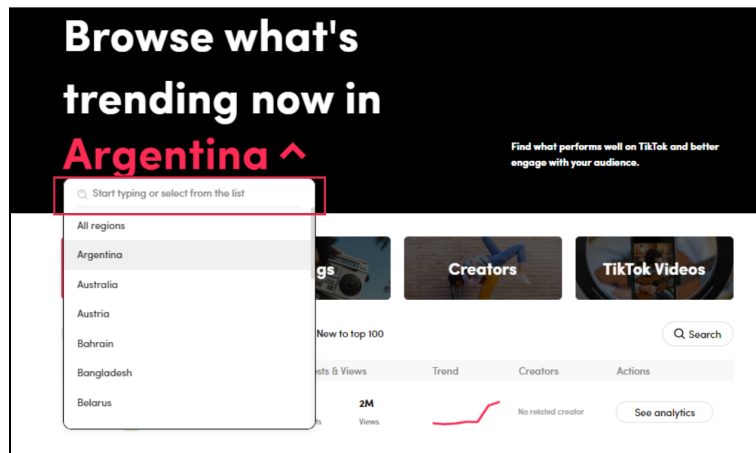 Browse what's
trending now in
Argentina
Find what performs well on TikTok and better
engage with your audience.
Start typing or select from the list
All regions
Argentina
Australia
Austria
Bahrain
Bangladesh
Belarus
Creators
TikTok Videos
New to top 100
Search
& Views
Trend
Creators
Actions
2M
Views
No related creator
See analytics